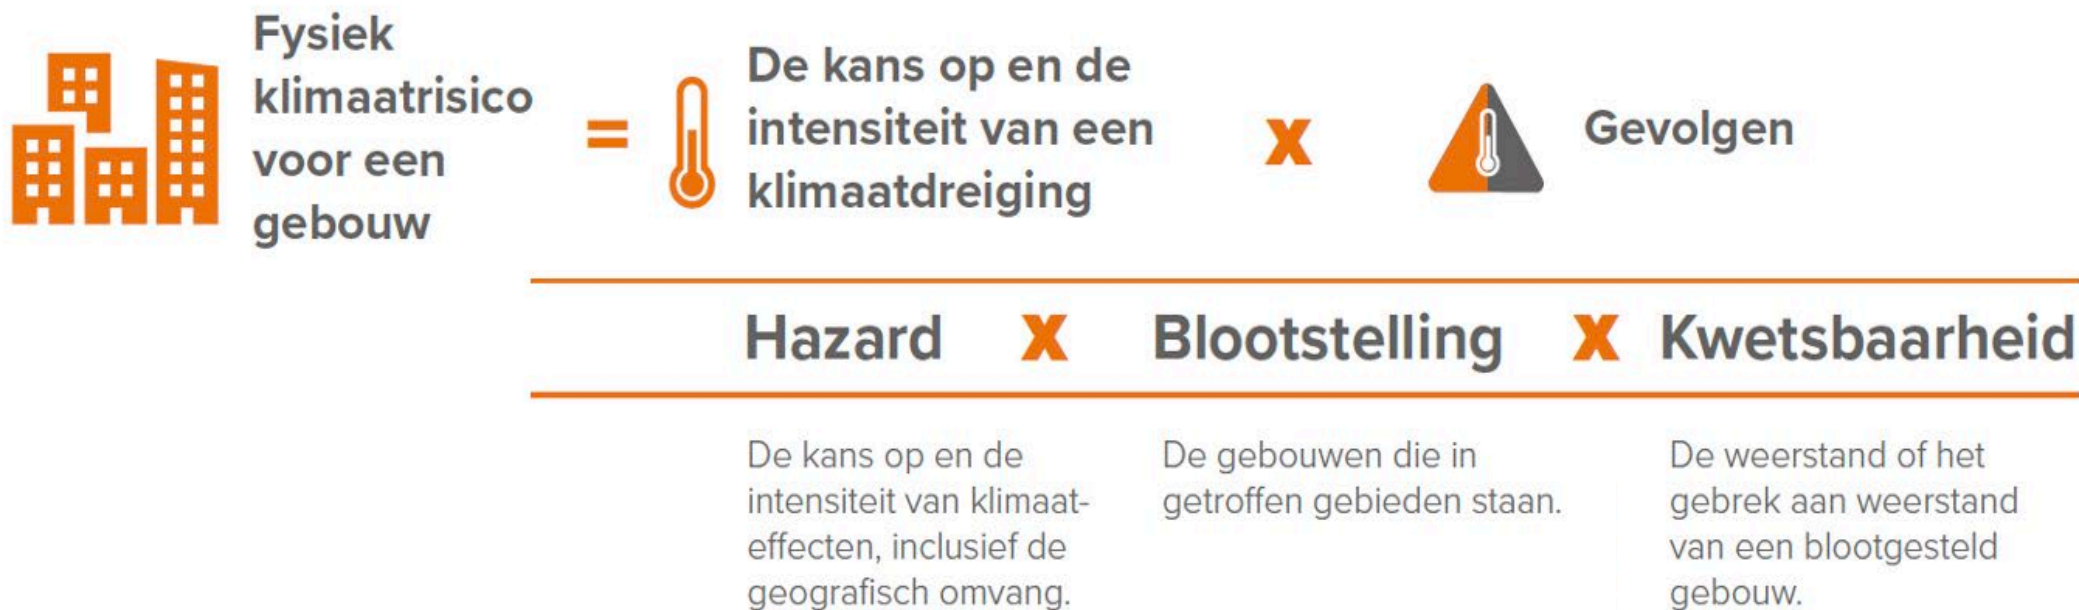 Fysiek
klimaatrisico
voor een
gebouw
=
De kans op en de
intensiteit van een
klimaatdreiging
x
Gevolgen
Hazard x Blootstelling x Kwetsbaarheid
De kans op en de
intensiteit van klimaat-
effecten, inclusief de
geografisch omvang.
De gebouwen die in
getroffen gebieden staan.
De weerstand of het
gebrek aan weerstand
van een blootgesteld
gebouw.